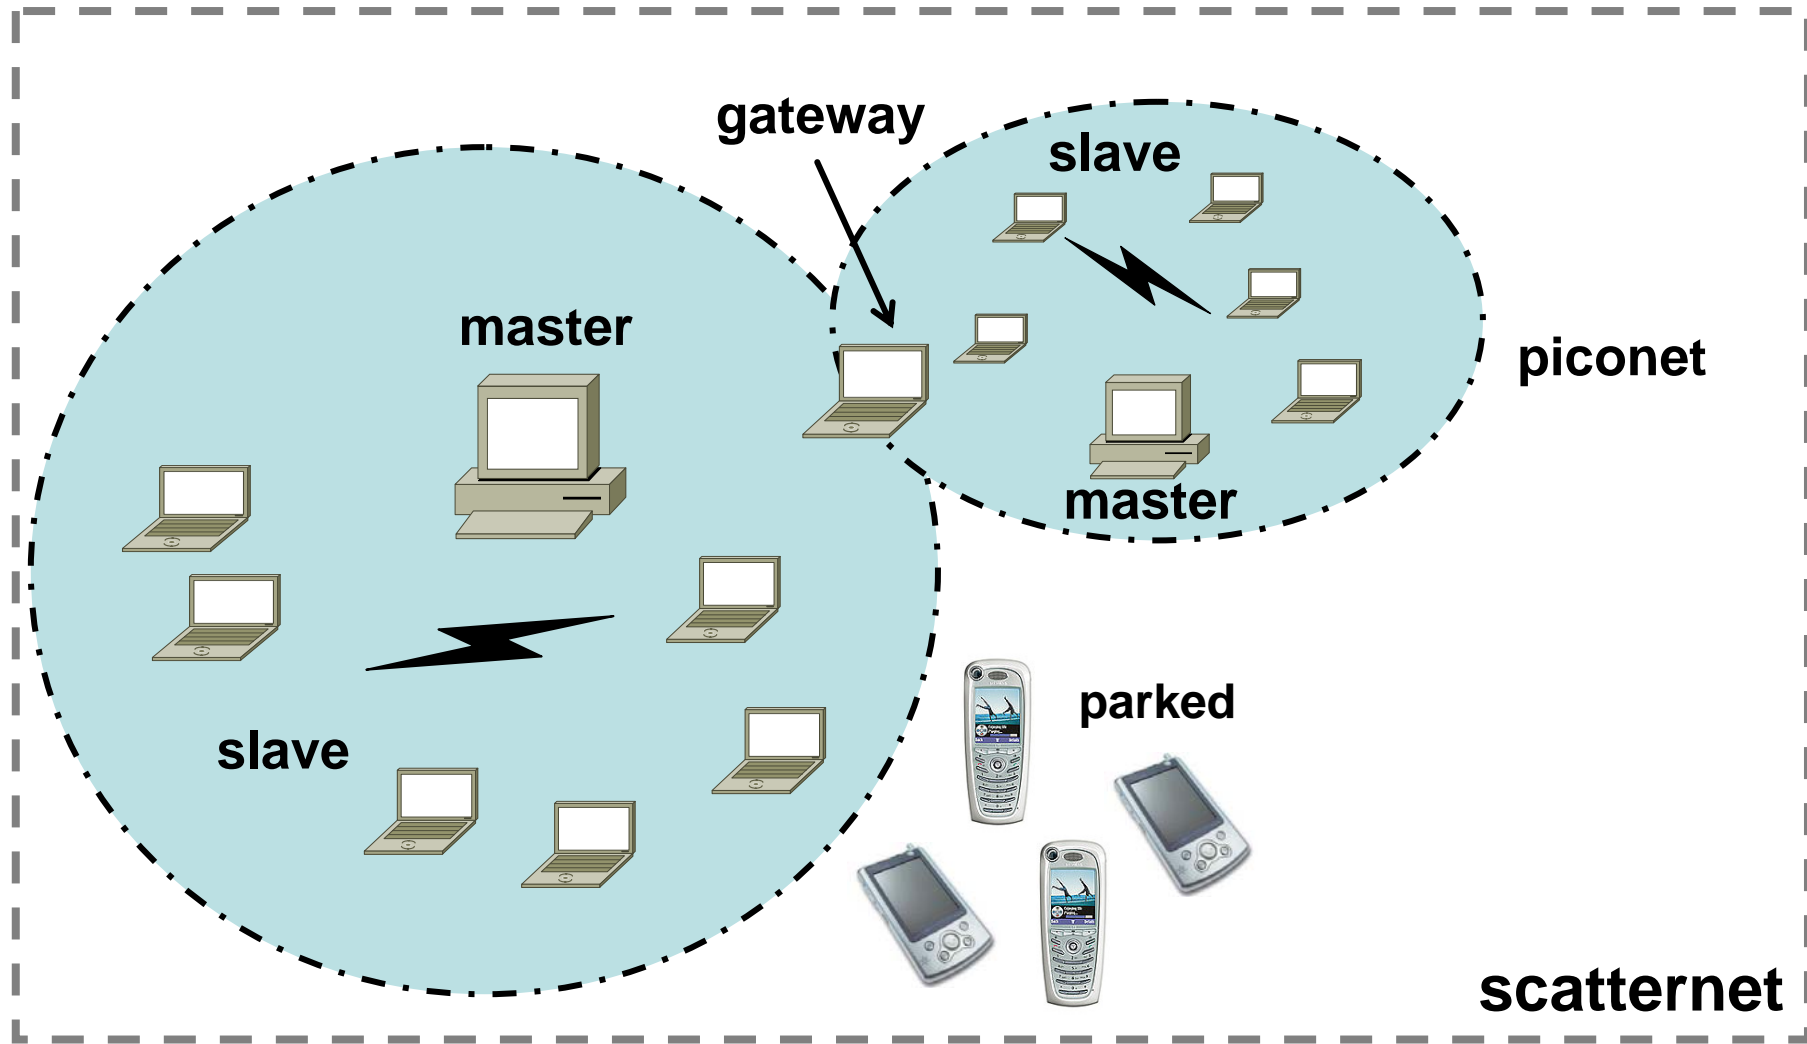 gateway
slave
master
piconet
master
parked
slave
scatternet